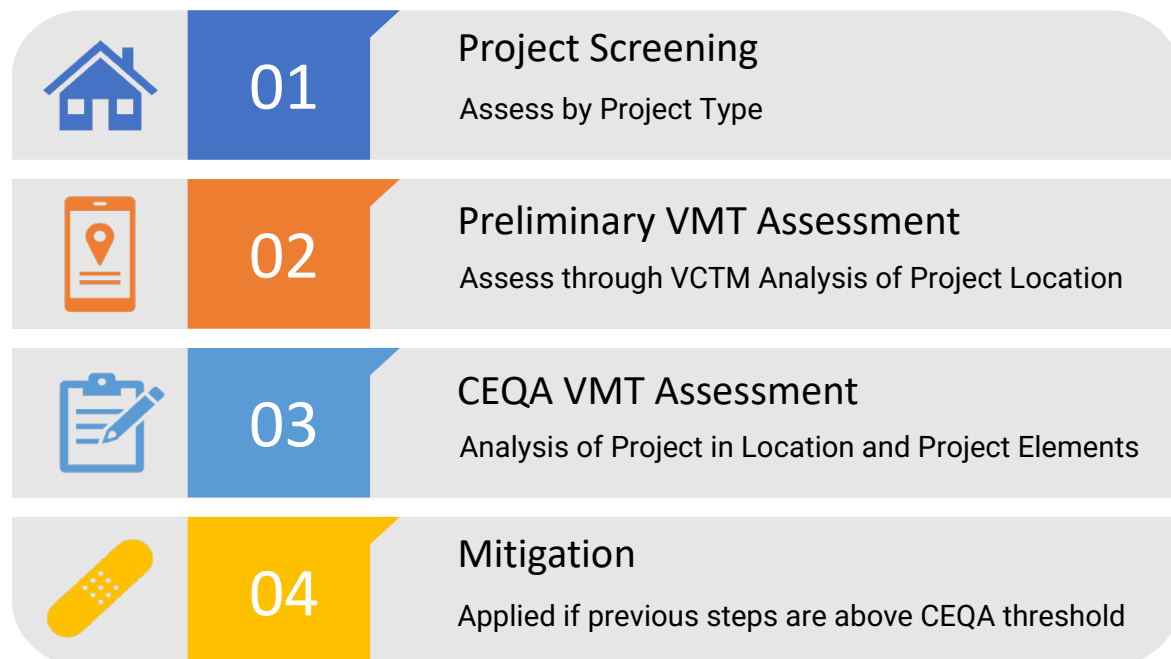 01
Project Screening
Assess by Project Type
02
Preliminary VMT Assessment
Assess through VCTM Analysis of Project Location
03
CEQA VMT Assessment
Analysis of Project in Location and Project Elements
04
Mitigation
Applied if previous steps are above CEQA threshold